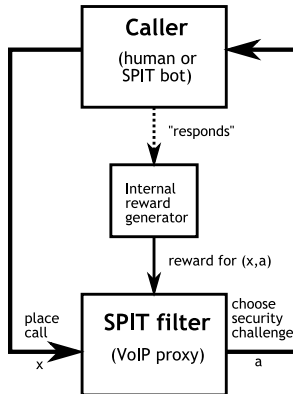 Caller
(human or
SPIT bot)
"responds"
Internal
reward
generator
reward for (x,a)
place
call
x
SPIT filter
(VoIP proxy)
choose
security
challenge
a